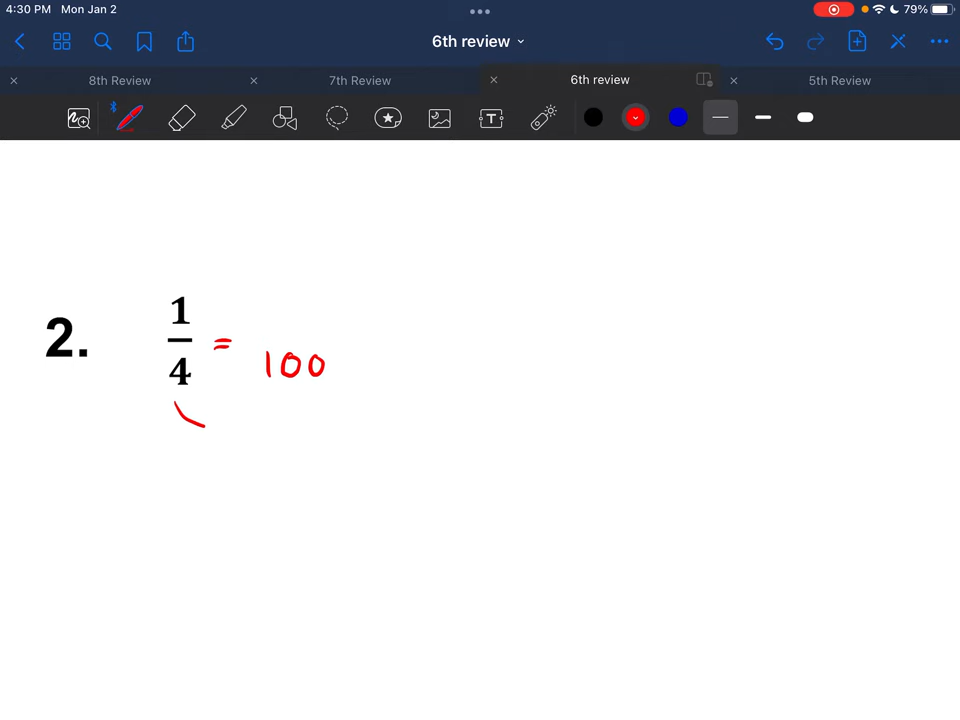 4:30 PM Mon Jan 2 79%
6th review
8th Review 7th Review 6th review 5th Review
T
2. 1/4 = 100